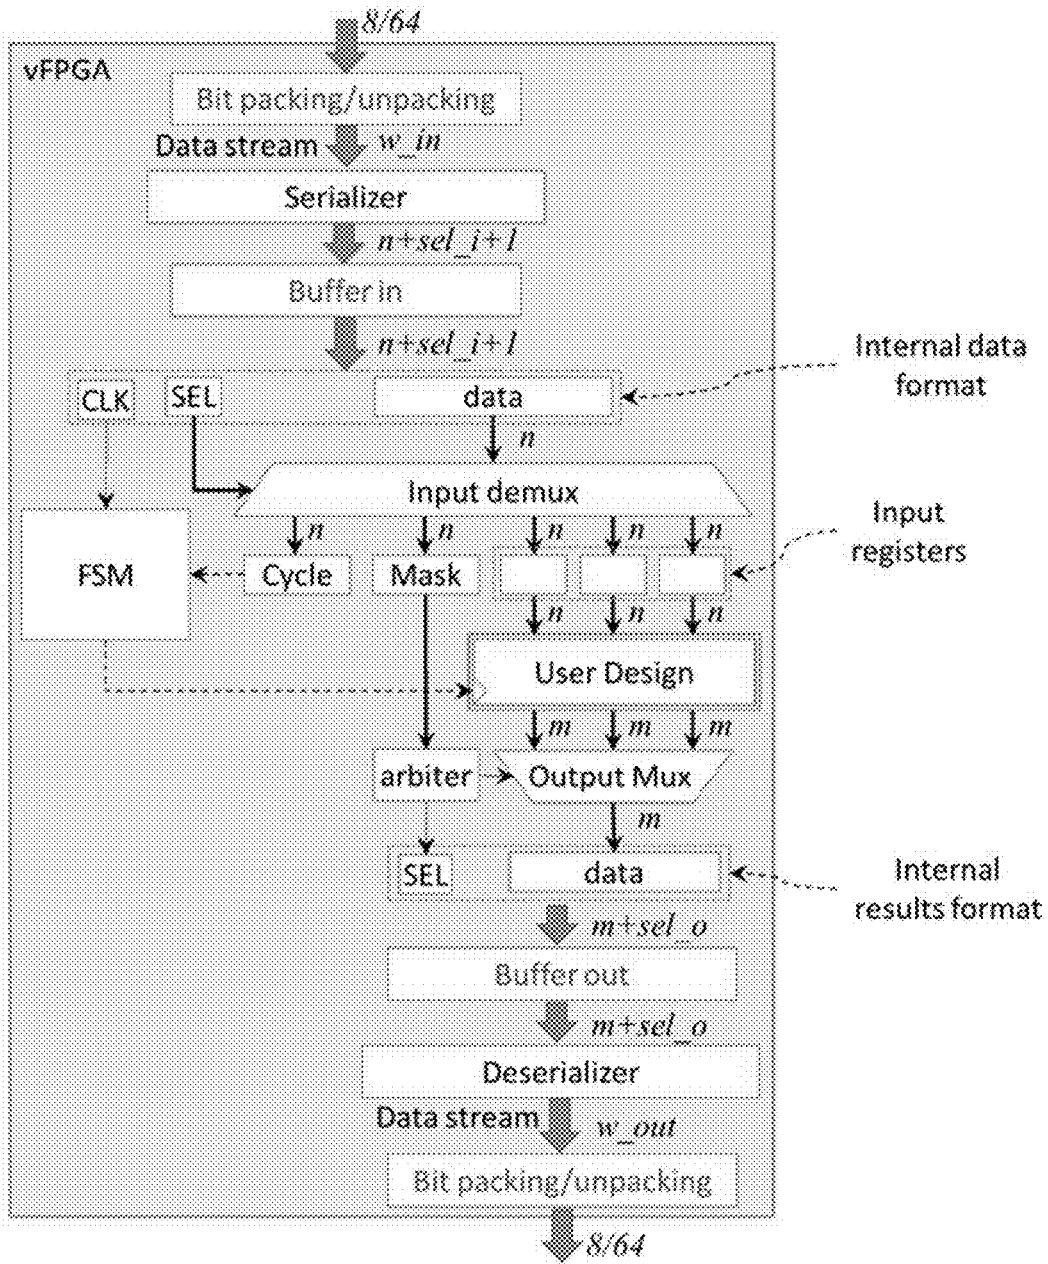 8/64
vFPGA
Bit packing/unpacking
Data stream
w_in
Serializer
n+sel_i+1
Buffer in
n+sel_i+1
Internal data
format
CLK
SEL
data
n
Input demux
Input
registers
n
n
n
n
n
FSM
Cycle
Mask
n
n
n
User Design
m
m
m
arbiter
Output Mux
m
SEL
data
Internal
results format
m+sel_o
Buffer out
m+sel_o
Deserializer
Data stream
w_out
Bit packing/unpacking
8/64